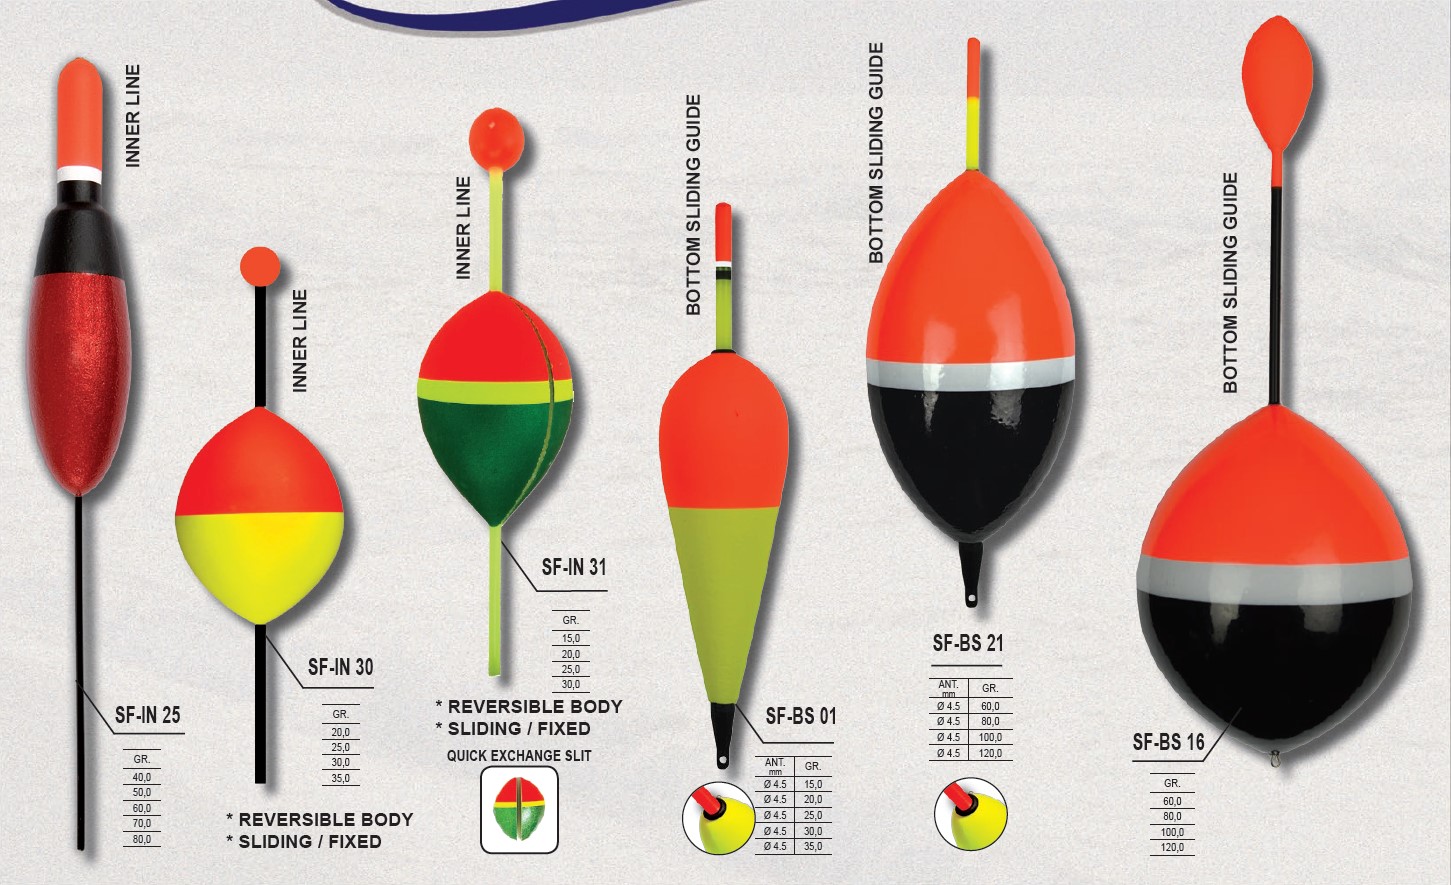 INNER LINE
SF-IN 25
GR.
40,0
50,0
60,0
70,0
80,0
INNER LINE
SF-IN 30
GR.
20,0
25,0
30,0
35,0
* REVERSIBLE BODY
* SLIDING / FIXED
INNER LINE
SF-IN 31
GR.
15,0
20,0
25,0
30,0
* REVERSIBLE BODY
* SLIDING / FIXED
QUICK EXCHANGE SLIT
BOTTOM SLIDING GUIDE
SF-BS 01
ANT. mm GR.
Ø 4.5 15,0
Ø 4.5 20,0
Ø 4.5 25,0
Ø 4.5 30,0
Ø 4.5 35,0
BOTTOM SLIDING GUIDE
SF-BS 21
ANT. mm GR.
Ø 4.5 60,0
Ø 4.5 80,0
Ø 4.5 100,0
Ø 4.5 120,0
BOTTOM SLIDING GUIDE
SF-BS 16
GR.
60,0
80,0
100,0
120,0